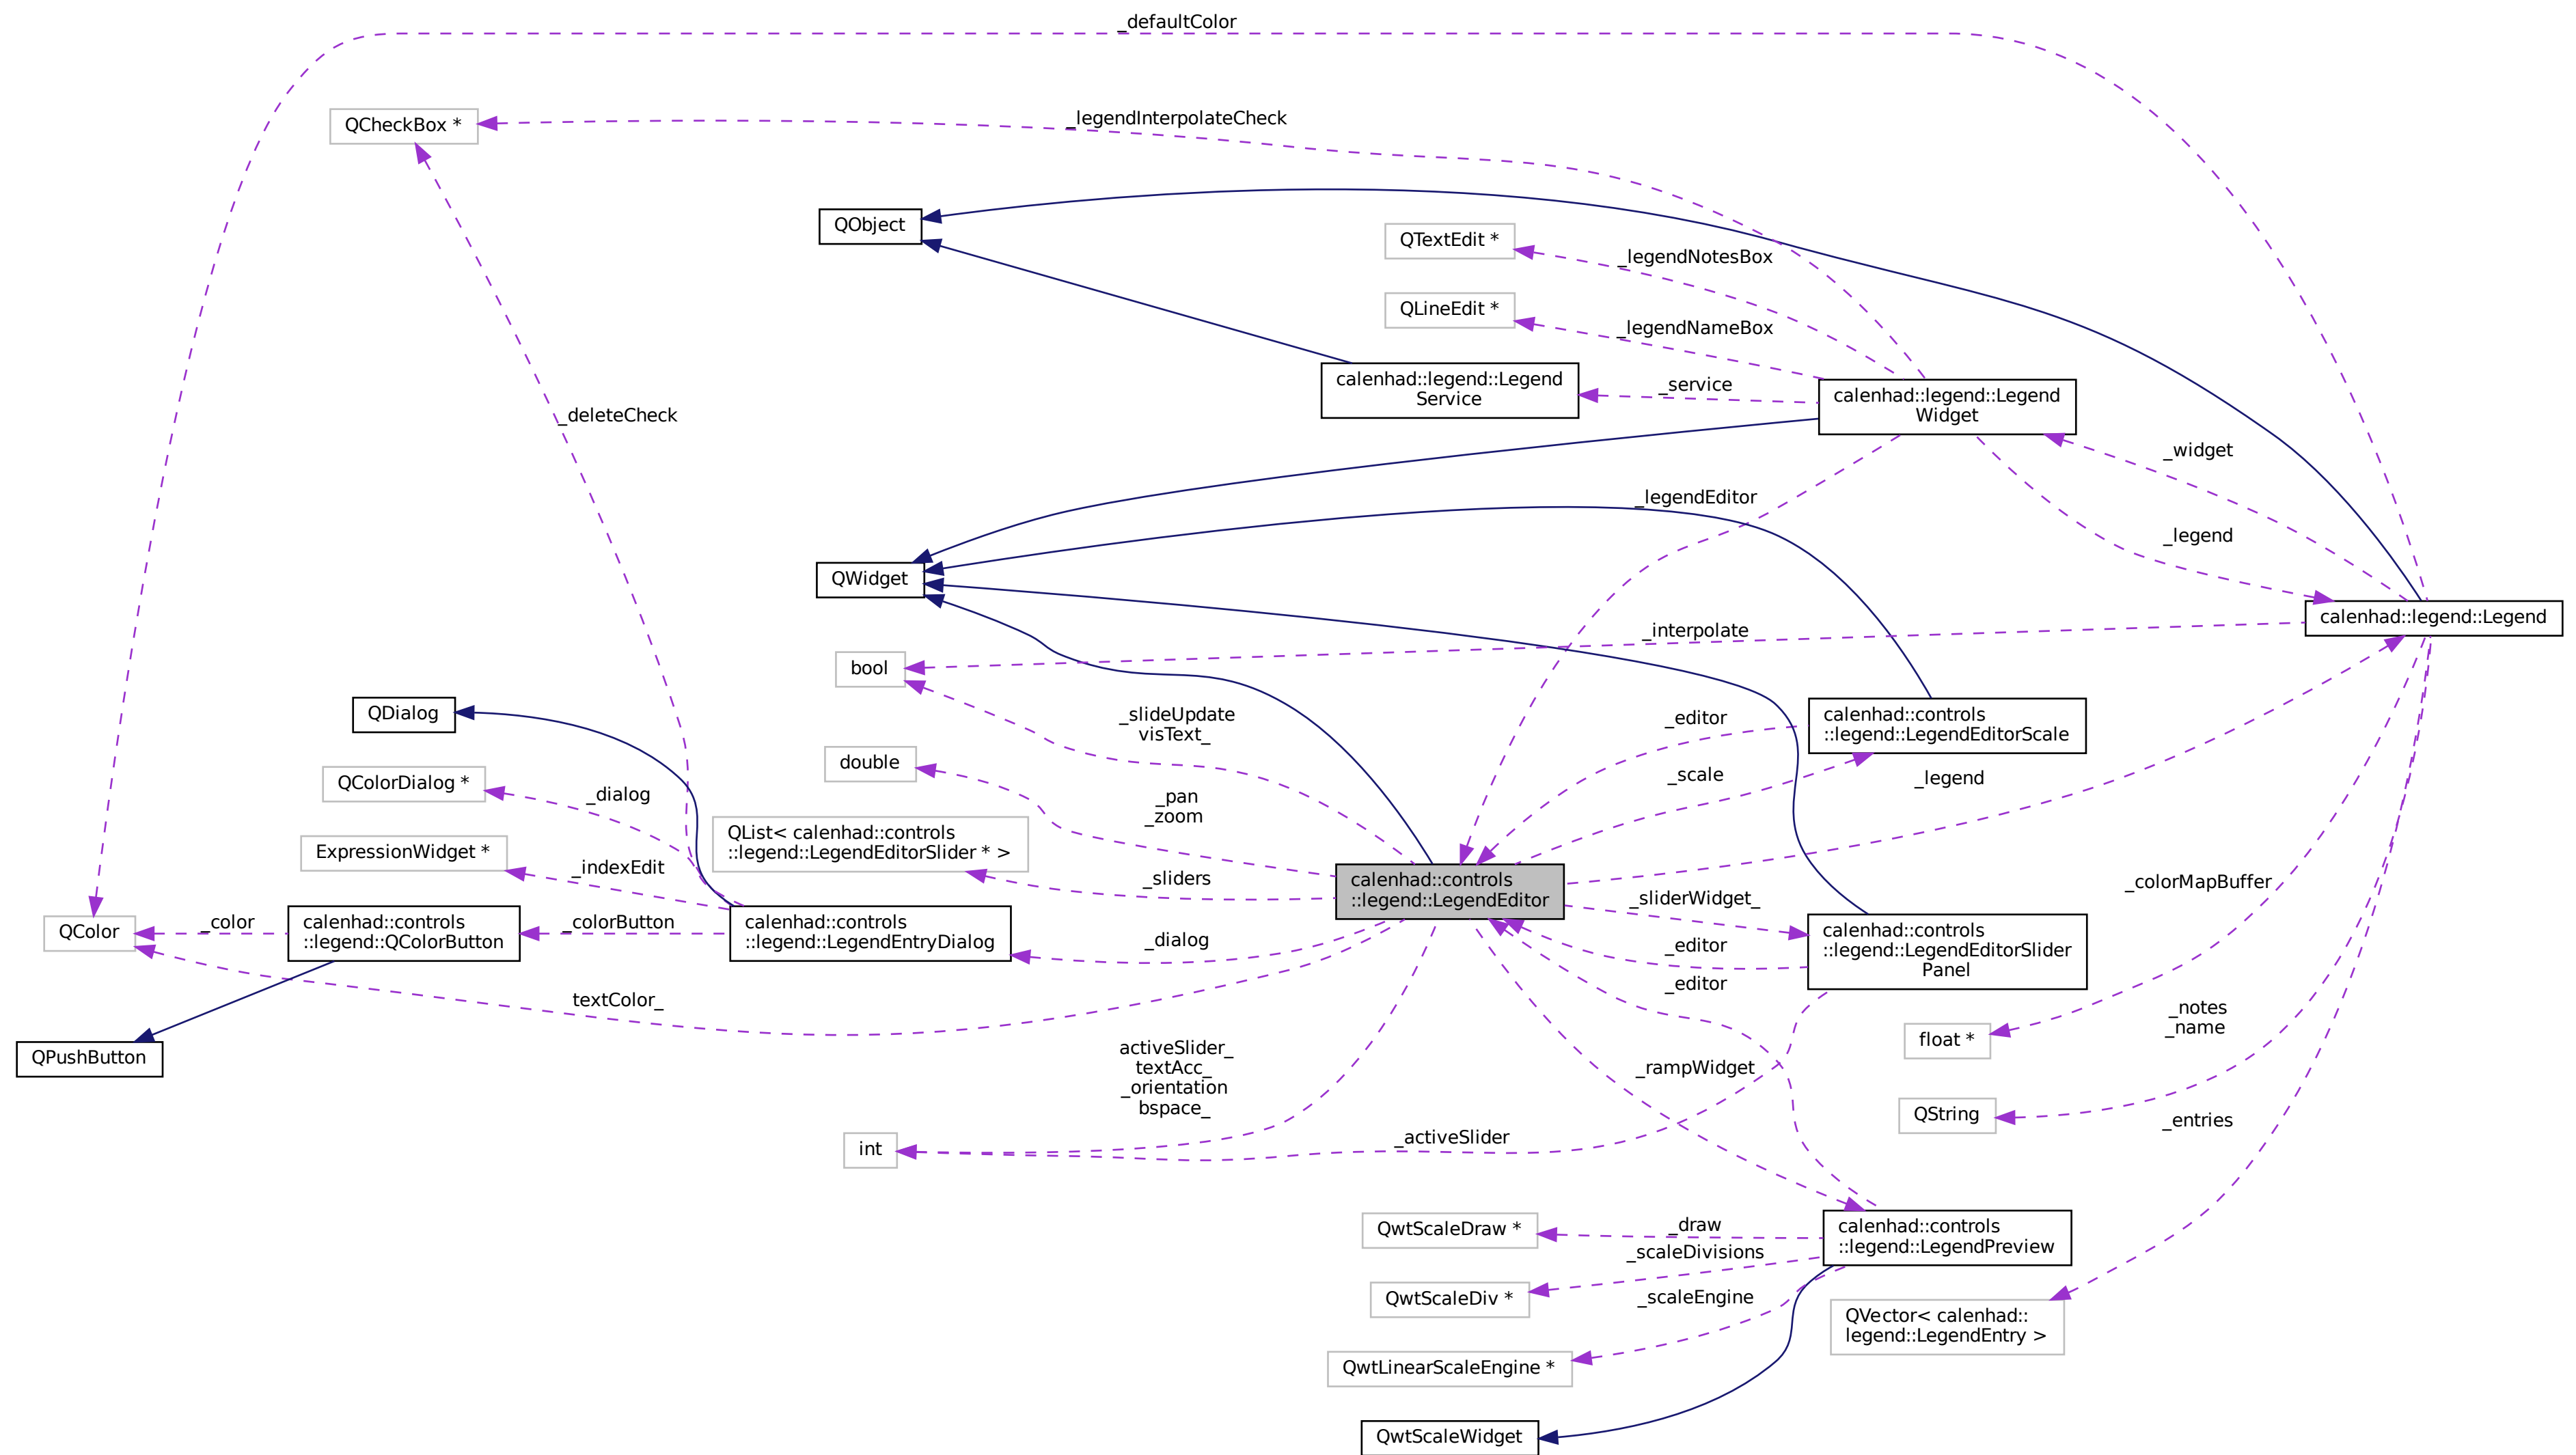 _defaultColor
QCheckBox *
_legendInterpolateCheck
QObject
QTextEdit *
_legendNotesBox
QLineEdit *
_legendNameBox
calenhad::legend::Legend
Service
_service
calenhad::legend::Legend
Widget
_deleteCheck
_widget
_legendEditor
_legend
QWidget
calenhad::legend::Legend
_interpolate
bool
QDialog
_slideUpdate
visText_
_editor
calenhad::controls
::legend::LegendEditorScale
double
QColorDialog *
_dialog
_pan
_zoom
_scale
_legend
QList< calenhad::controls
::legend::LegendEditorSlider * >
ExpressionWidget *
_indexEdit
_sliders
calenhad::controls
::legend::LegendEditor
_colorMapBuffer
_sliderWidget_
QColor
_color
calenhad::controls
::legend::QColorButton
_colorButton
calenhad::controls
::legend::LegendEntryDialog
_dialog
_editor
calenhad::controls
::legend::LegendEditorSlider
Panel
_editor
textColor_
_notes
_name
float *
QPushButton
activeSlider_
textAcc_
_orientation
bspace_
_rampWidget
QString
_entries
int
_activeSlider
QwtScaleDraw *
_draw
calenhad::controls
::legend::LegendPreview
_scaleDivisions
QwtScaleDiv *
_scaleEngine
QVector< calenhad::
legend::LegendEntry >
QwtLinearScaleEngine *
QwtScaleWidget